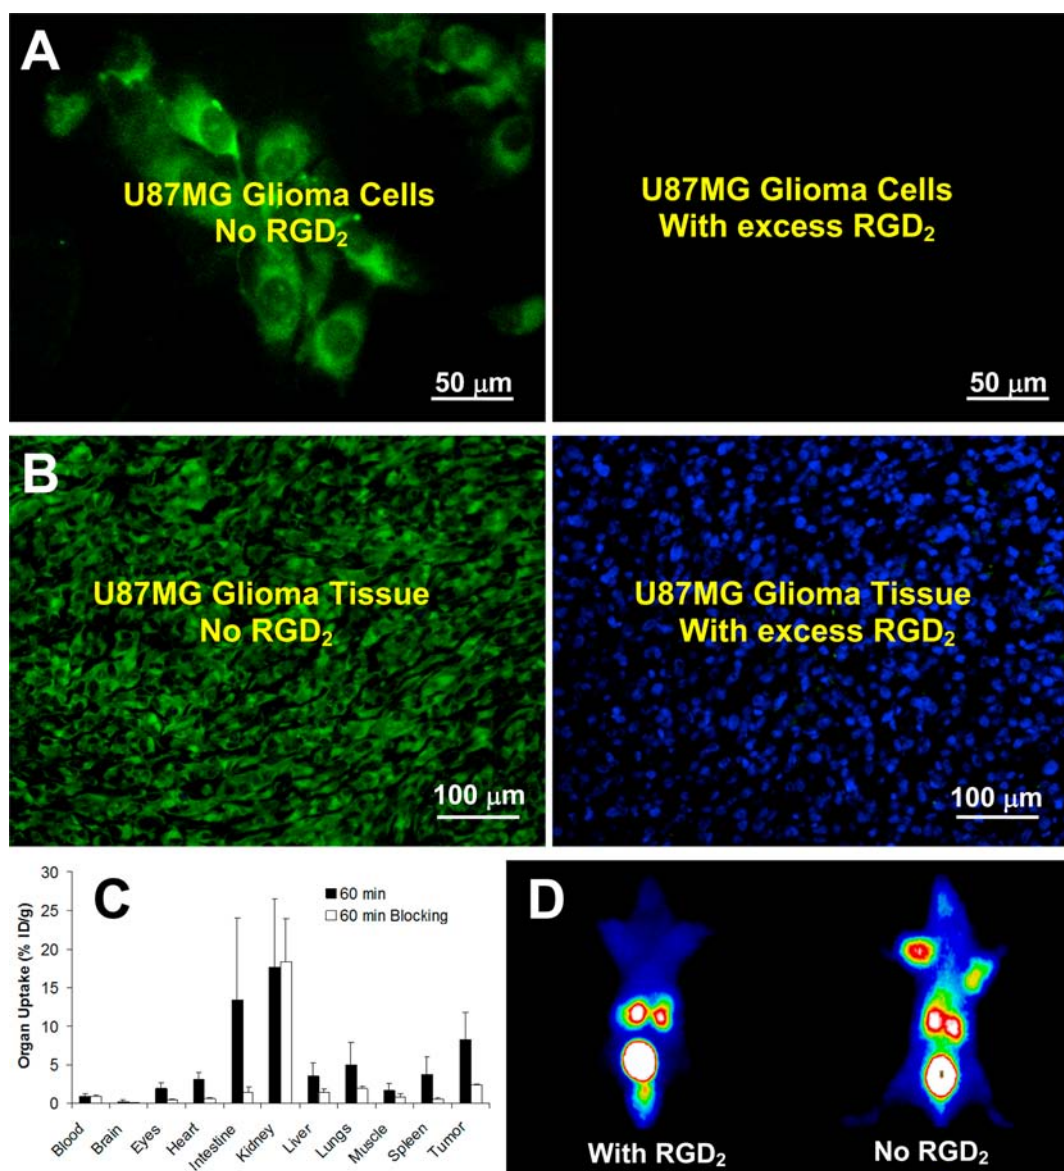 A
U87MG Glioma Cells
No RGD₂
50 μm
U87MG Glioma Cells
With excess RGD₂
50 μm
B
U87MG Glioma Tissue
No RGD₂
100 μm
U87MG Glioma Tissue
With excess RGD₂
100 μm
C
Organ Uptake (% ID/g)
30
25
20
15
10
5
0
60 min
60 min Blocking
Blood
Brain
Eyes
Heart
Intestine
Kidney
Liver
Lungs
Muscle
Spleen
Tumor
D
With RGD₂
No RGD₂